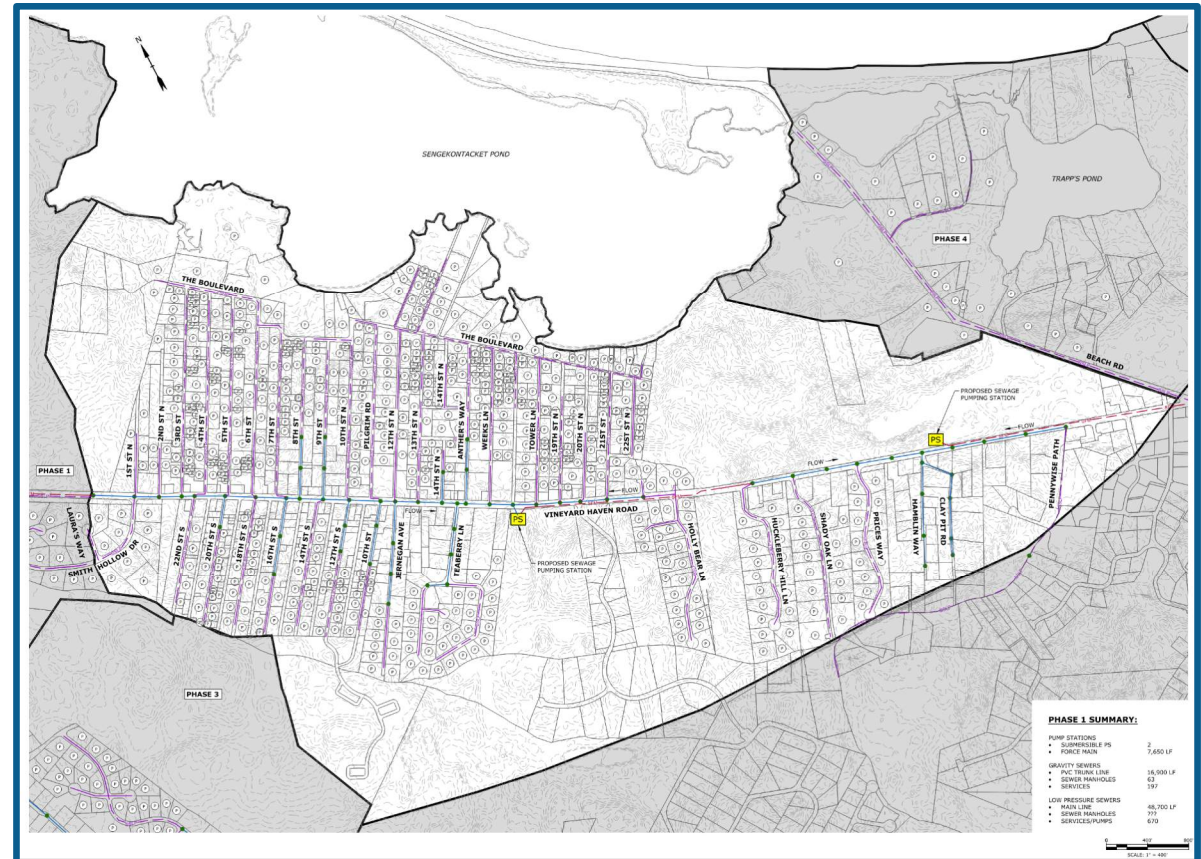 N
SENGEKONTACKET POND
TRAPP'S POND
PHASE 4
THE BOULEVARD
THE BOULEVARD
BEACH RD
PROPOSED SEWAGE
PUMPING STATION
PS
FLOW
FLOW
1ST ST N
2ND ST N
3RD ST
4TH ST
5TH ST
6TH ST
7TH ST
8TH ST
9TH ST
10TH ST N
PILGRIM RD
12TH ST N
13TH ST N
14TH ST N
14TH ST N
ANTHER'S WAY
WEEKS LN
TOWER LN
19TH ST N
20TH ST N
21ST ST
22ST ST N
PHASE 1
FLOW
FLOW
VINEYARD HAVEN ROAD
PS
PROPOSED SEWAGE
PUMPING STATION
LAURA'S WAY
SMITH HOLLOW DR
22ND ST S
20TH ST S
18TH ST S
16TH ST S
14TH ST S
12TH ST S
10TH ST S
JERNEGAN AVE
TEABERRY LN
HOLLY BEAR LN
HUCKLEBERRY HILL LN
SHADY OAK LN
PRICES WAY
HAMBLIN WAY
CLAY PIT RD
PENNYWISE PATH
PHASE 3
PHASE 1 SUMMARY:
PUMP STATIONS
• SUBMERSIBLE PS 2
• FORCE MAIN 7,650 LF
GRAVITY SEWERS
• PVC TRUNK LINE 16,900 LF
• SEWER MANHOLES 63
• SERVICES 197
LOW PRESSURE SEWERS
• MAIN LINE 48,700 LF
• SEWER MANHOLES ???
• SERVICES/PUMPS 670
0 400' 800'
SCALE: 1" = 400'